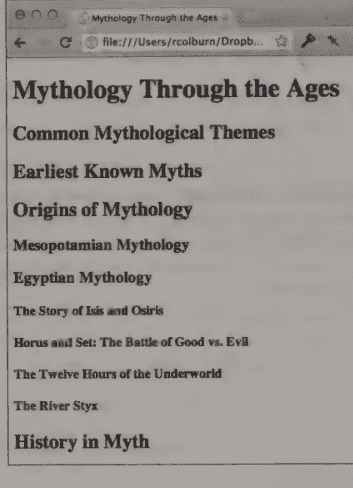 Mythology Through the Ages
file:///Users/rcolburn/Dropb...
Mythology Through the Ages
Common Mythological Themes
Earliest Known Myths
Origins of Mythology
Mesopotamian Mythology
Egyptian Mythology
The Story of Isis and Osiris
Horus and Set: The Battle of Good vs. Evil
The Twelve Hours of the Underworld
The River Styx
History in Myth